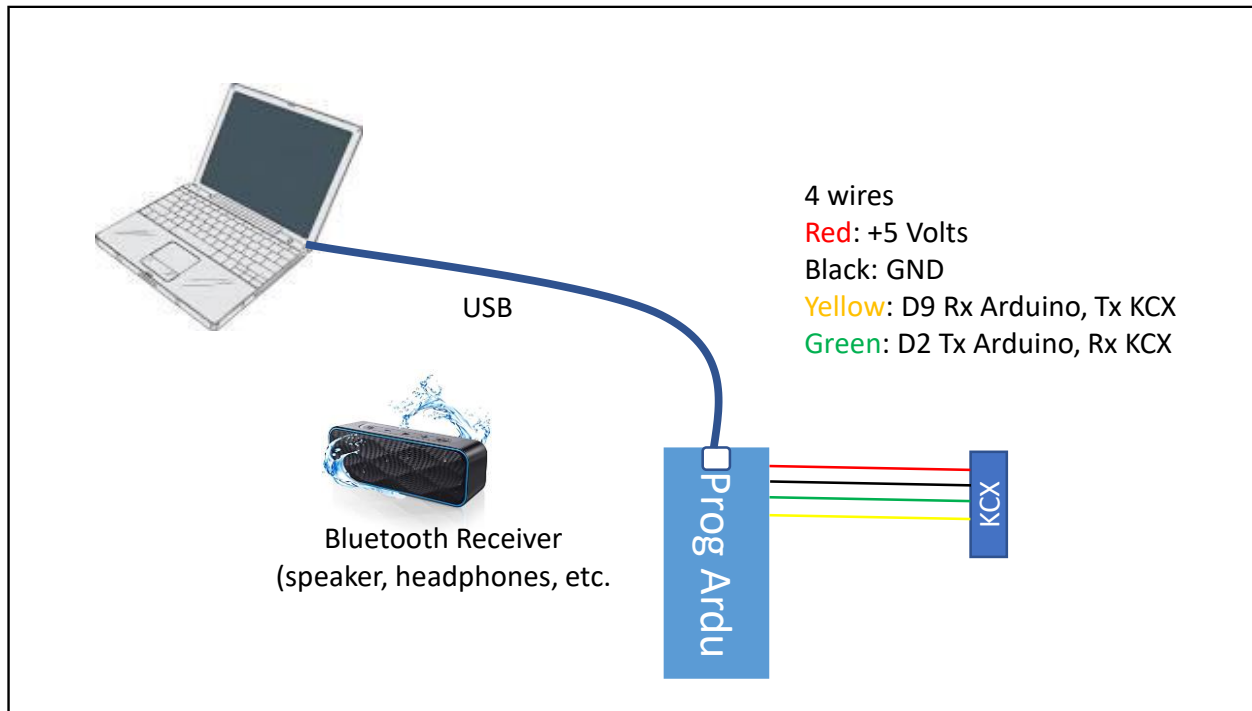 4 wires
Red: +5 Volts
Black: GND
Yellow: D9 Rx Arduino, Tx KCX
Green: D2 Tx Arduino, Rx KCX
USB
Bluetooth Receiver
(speaker, headphones, etc.
Prog Ardu
KCX